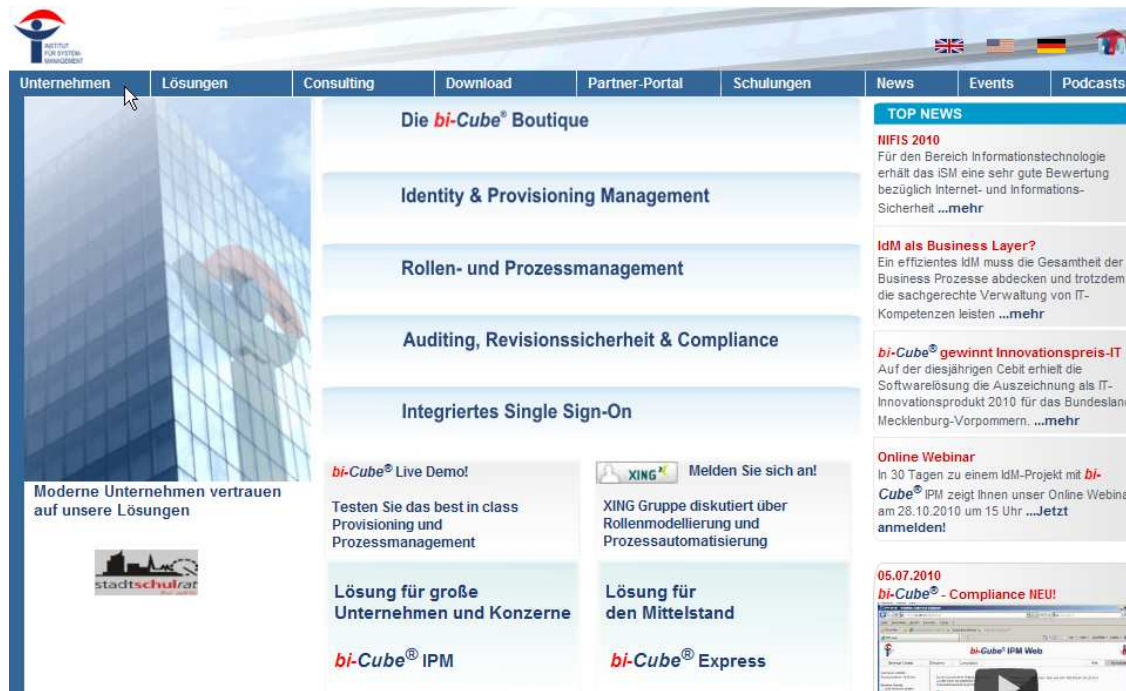 INSTITUT
FÜR SYSTEM-
MANAGEMENT
Unternehmen
Lösungen
Consulting
Download
Partner-Portal
Schulungen
News
Events
Podcasts
Die bi-Cube® Boutique
Identity & Provisioning Management
Rollen- und Prozessmanagement
Auditing, Revisionssicherheit & Compliance
Integriertes Single Sign-On
Moderne Unternehmen vertrauen
auf unsere Lösungen
stadtschulrat
bi-Cube® Live Demo!
Testen Sie das best in class
Provisioning und
Prozessmanagement
XING
Melden Sie sich an!
XING Gruppe diskutiert über
Rollenmodellierung und
Prozessautomatisierung
Lösung für große
Unternehmen und Konzerne
bi-Cube® IPM
Lösung für
den Mittelstand
bi-Cube® Express
TOP NEWS
NIFIS 2010
Für den Bereich Informationstechnologie
erhält das iSM eine sehr gute Bewertung
bezüglich Internet- und Informations-
Sicherheit ...mehr
IdM als Business Layer?
Ein effizientes IdM muss die Gesamtheit der
Business Prozesse abdecken und trotzdem
die sachgerechte Verwaltung von IT-
Kompetenzen leisten ...mehr
bi-Cube® gewinnt Innovationspreis-IT
Auf der diesjährigen Cebit erhielt die
Softwarelösung die Auszeichnung als IT-
Innovationsprodukt 2010 für das Bundesland
Mecklenburg-Vorpommern. ...mehr
Online Webinar
In 30 Tagen zu einem IdM-Projekt mit bi-
Cube® IPM zeigt Ihnen unser Online Webinar
am 28.10.2010 um 15 Uhr ...Jetzt
anmelden!
05.07.2010
bi-Cube® - Compliance NEU!
bi-Cube® IPM Web